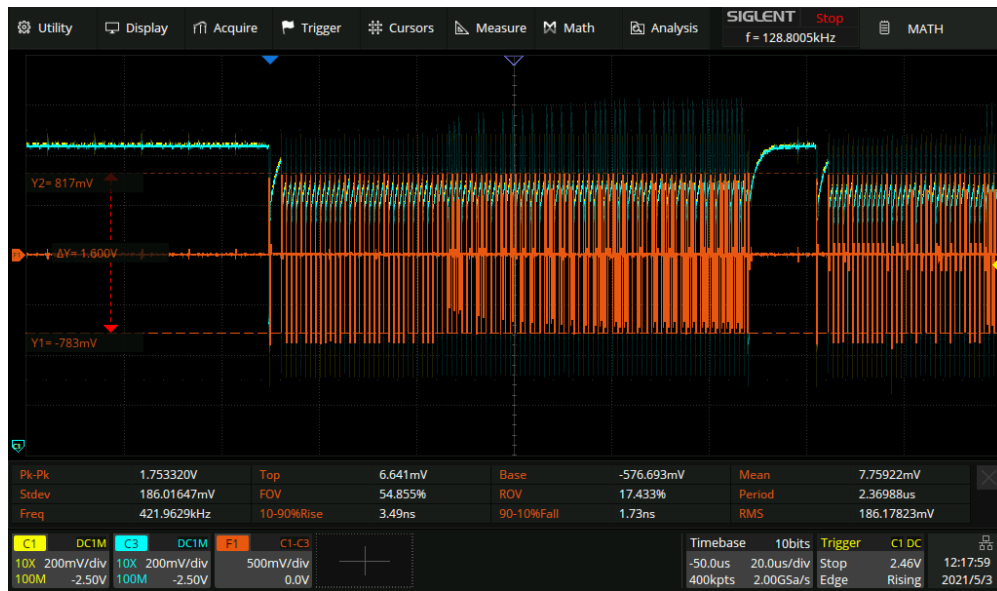 Utility Display Acquire Trigger Cursors Measure Math Analysis SIGLENT Stop
f = 128.8005kHz MATH
Y2= 817mV
ΔY= 1.600V
Y1= -783mV
Pk-Pk 1.753320V Top 6.641mV Base -576.693mV Mean 7.75922mV
Stdev 186.01647mV FOV 54.855% ROV 17.433% Period 2.36988us
Freq 421.9629kHz 10-90%Rise 3.49ns 90-10%Fall 1.73ns RMS 186.17823mV
C1 DC1M C3 DC1M F1 C1-C3 Timebase 10bits Trigger C1 DC
10X 200mV/div 10X 200mV/div 500mV/div -50.0us 20.0us/div Stop 2.46V 12:17:59
100M -2.50V 100M -2.50V 0.0V 400kpts 2.00GSa/s Edge Rising 2021/5/3